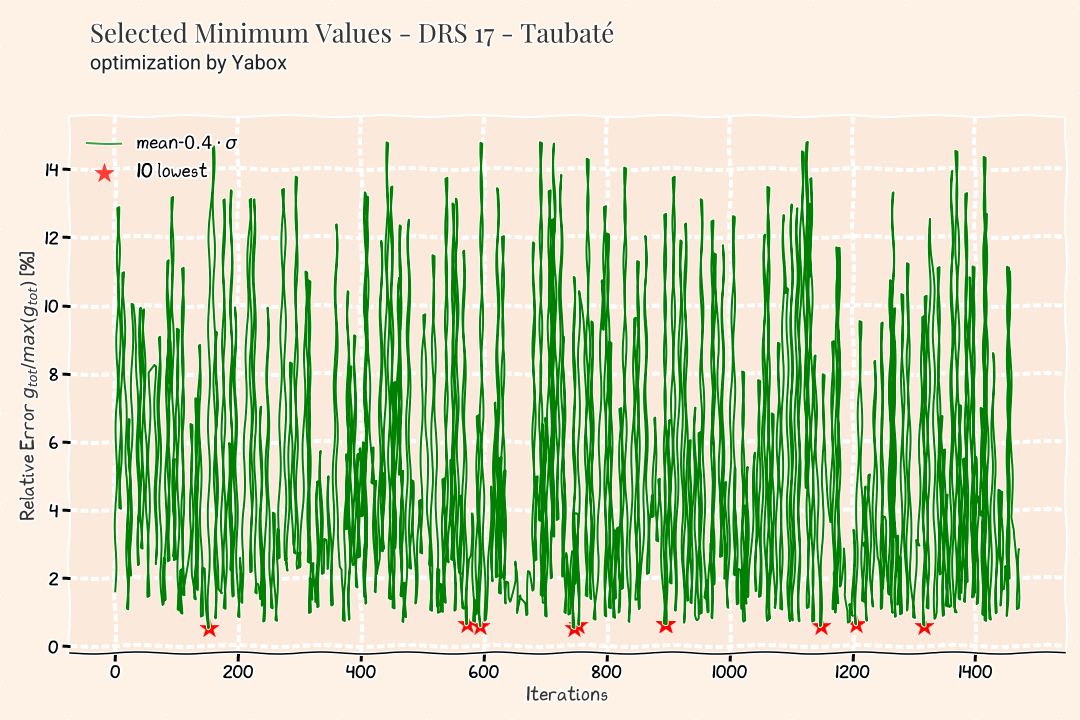 Selected Minimum Values - DRS 17 - Taubaté
optimization by Yabox
mean-0.4 · σ
10 lowest
Relative Error g_tot/max(g_tot) [%]
14
12
10
8
6
4
2
0
0 200 400 600 800 1000 1200 1400
Iterations